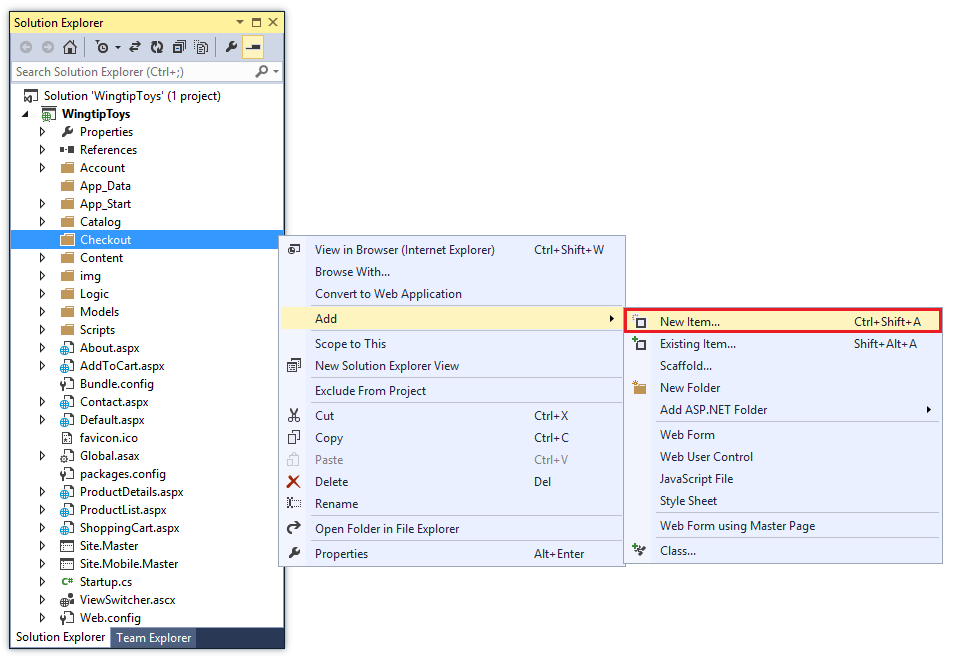 Solution Explorer
Search Solution Explorer (Ctrl+;)
Solution 'WingtipToys' (1 project)
WingtipToys
Properties
References
Account
App_Data
App_Start
Catalog
Checkout
Content
img
Logic
Models
Scripts
About.aspx
AddToCart.aspx
Bundle.config
Contact.aspx
Default.aspx
favicon.ico
Global.asax
packages.config
ProductDetails.aspx
ProductList.aspx
ShoppingCart.aspx
Site.Master
Site.Mobile.Master
C# Startup.cs
ViewSwitcher.ascx
Web.config
Solution Explorer Team Explorer
View in Browser (Internet Explorer) Ctrl+Shift+W
Browse With...
Convert to Web Application
Add
Scope to This
New Solution Explorer View
Exclude From Project
Cut Ctrl+X
Copy Ctrl+C
Paste Ctrl+V
Delete Del
Rename
Open Folder in File Explorer
Properties Alt+Enter
New Item... Ctrl+Shift+A
Existing Item... Shift+Alt+A
Scaffold...
New Folder
Add ASP.NET Folder
Web Form
Web User Control
JavaScript File
Style Sheet
Web Form using Master Page
Class...